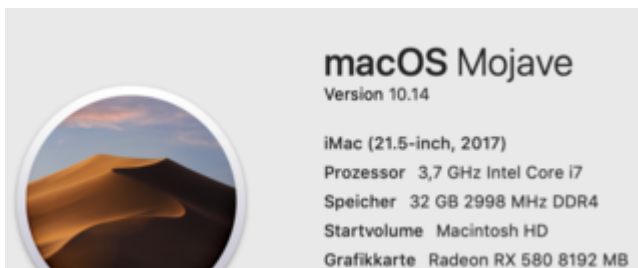 macOS Mojave
Version 10.14
iMac (21.5-inch, 2017)
Prozessor 3,7 GHz Intel Core i7
Speicher 32 GB 2998 MHz DDR4
Startvolume Macintosh HD
Grafikkarte Radeon RX 580 8192 MB